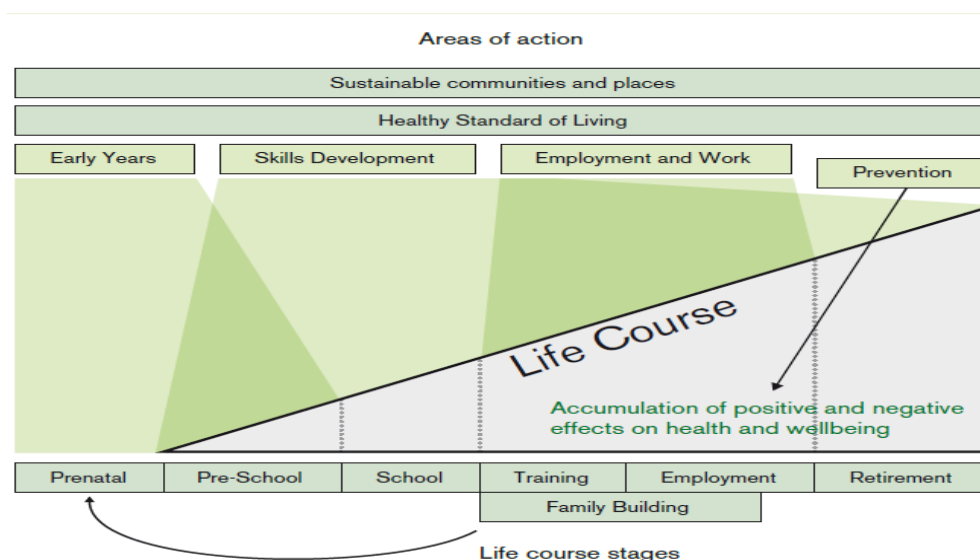 Areas of action
Sustainable communities and places
Healthy Standard of Living
Early Years
Skills Development
Employment and Work
Prevention
Life Course
Accumulation of positive and negative
effects on health and wellbeing
Prenatal
Pre-School
School
Training
Employment
Retirement
Family Building
Life course stages